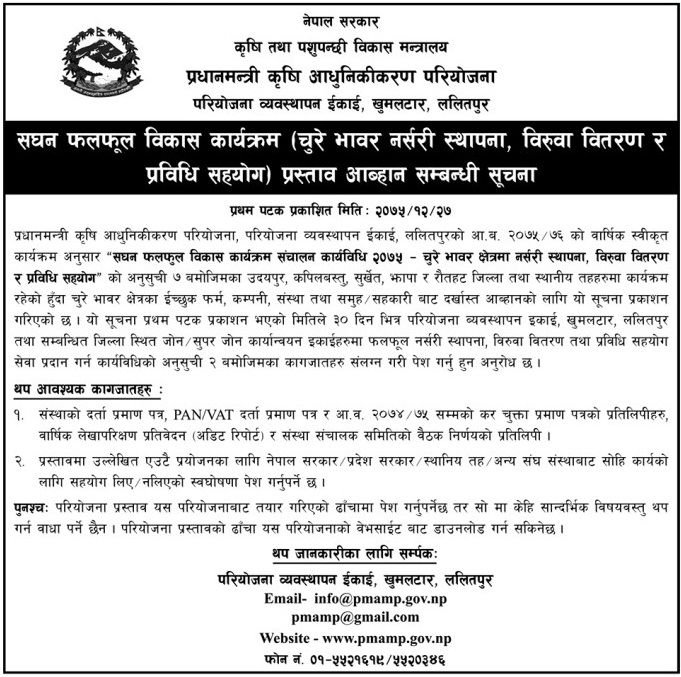 नेपाल सरकार
कृषि तथा पशुपन्छी विकास मन्त्रालय
प्रधानमन्त्री कृषि आधुनिकीकरण परियोजना
परियोजना व्यवस्थापन ईकाई, खुमलटार, ललितपुर
सघन फलफूल विकास कार्यक्रम (चुरे भावर नर्सरी स्थापना, विरुवा वितरण र
प्रविधि सहयोग) प्रस्ताव आब्हान सम्बन्धी सूचना
प्रथम पटक प्रकाशित मिति : २०७५/१२/२७
प्रधानमन्त्री कृषि आधुनिकीकरण परियोजना, परियोजना व्यवस्थापन ईकाई, ललितपुरको आ.ब. २०७५/७६ को वार्षिक स्वीकृत
कार्यक्रम अनुसार “सघन फलफुल विकास कार्यक्रम संचालन कार्यविधि २०७५ – चुरे भावर क्षेत्रमा नर्सरी स्थापना, विरुवा वितरण
र प्रविधि सहयोग” को अनुसुची ७ बमोजिमका उदयपुर, कपिलबस्तु, सुर्खेत, झापा र रौतहट जिल्ला तथा स्थानीय तहहरुमा कार्यक्रम
रहेको हुँदा चुरे भावर क्षेत्रका ईच्छुक फर्म, कम्पनी, संस्था तथा समुह/सहकारी बाट दर्खास्त आब्हानको लागि यो सूचना प्रकाशन
गरिएको छ । यो सूचना प्रथम पटक प्रकाशन भएको मितिले ३० दिन भित्र परियोजना व्यवस्थापन इकाई, खुमलटार, ललितपुर
तथा सम्बन्धित जिल्ला स्थित जोन/सुपर जोन कार्यान्वयन इकाईहरुमा फलफूल नर्सरी स्थापना, विरुवा वितरण तथा प्रविधि सहयोग
सेवा प्रदान गर्न कार्यविधिको अनुसुची २ बमोजिमका कागजातहरु संलग्न गरी पेश गर्नु हुन अनुरोध छ ।
थप आवश्यक कागजातहरु :
१. संस्थाको दर्ता प्रमाण पत्र, PAN/VAT दर्ता प्रमाण पत्र र आ.व. २०७४/७५ सम्मको कर चुक्ता प्रमाण पत्रको प्रतिलिपीहरु,
वार्षिक लेखापरिक्षण प्रतिवेदन (अडिट रिपोर्ट) र संस्था संचालक समितिको वैठक निर्णयको प्रतिलिपी ।
२. प्रस्तावमा उल्लेखित एउटै प्रयोजनका लागि नेपाल सरकार/प्रदेश सरकार/स्थानिय तह/अन्य संघ संस्थाबाट सोहि कार्यको
लागि सहयोग लिए/नलिएको स्वघोषणा पेश गर्नुपर्ने छ ।
पुनश्चः परियोजना प्रस्ताव यस परियोजनाबाट तयार गरिएको ढाँचामा पेश गर्नुपर्नेछ तर सो मा केहि सान्दर्भिक विषयवस्तु थप
गर्न वाधा पर्ने छैन । परियोजना प्रस्तावको ढाँचा यस परियोजनाको वेभसाईट बाट डाउनलोड गर्न सकिनेछ ।
थप जानकारीका लागि सम्पर्कः
परियोजना व्यवस्थापन ईकाई, खुमलटार, ललितपुर
Email- info@pmamp.gov.np
pmamp@gmail.com
Website - www.pmamp.gov.np
फोन नं. ०१-५५२१६१९/५५२०३४६